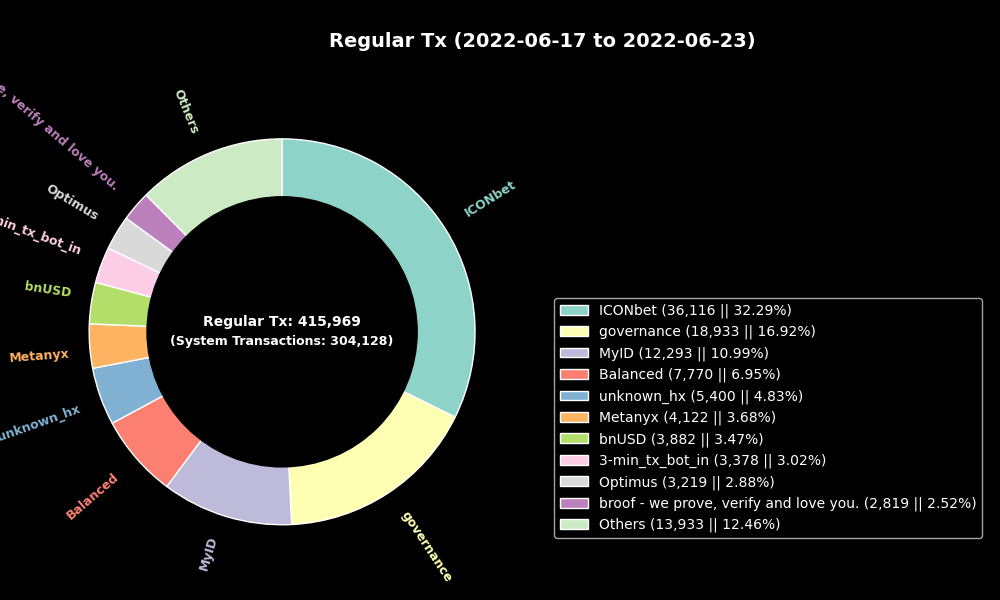 Regular Tx (2022-06-17 to 2022-06-23)
Others
e, verify and love you.
ICONbet
Optimus
min_tx_bot_in
bnUSD
Regular Tx: 415,969
(System Transactions: 304,128)
Metanyx
unknown_hx
Balanced
MyID
governance
ICONbet (36,116 || 32.29%)
governance (18,933 || 16.92%)
MyID (12,293 || 10.99%)
Balanced (7,770 || 6.95%)
unknown_hx (5,400 || 4.83%)
Metanyx (4,122 || 3.68%)
bnUSD (3,882 || 3.47%)
3-min_tx_bot_in (3,378 || 3.02%)
Optimus (3,219 || 2.88%)
broof - we prove, verify and love you. (2,819 || 2.52%)
Others (13,933 || 12.46%)